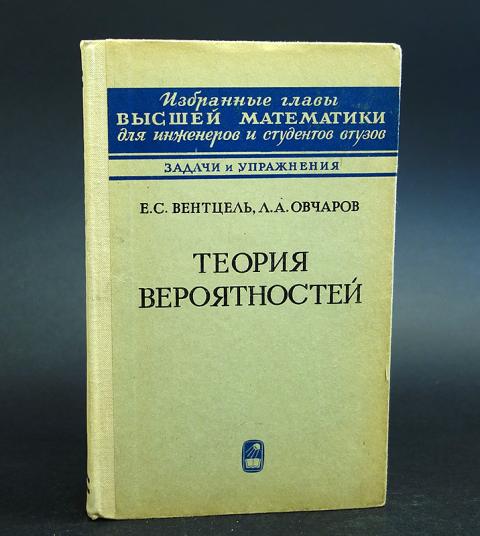 Избранные главы
ВЫСШЕЙ МАТЕМАТИКИ
для инженеров и студентов втузов
ЗАДАЧИ и УПРАЖНЕНИЯ
Е.С. ВЕНТЦЕЛЬ, Л.А. ОВЧАРОВ
ТЕОРИЯ
ВЕРОЯТНОСТЕЙ